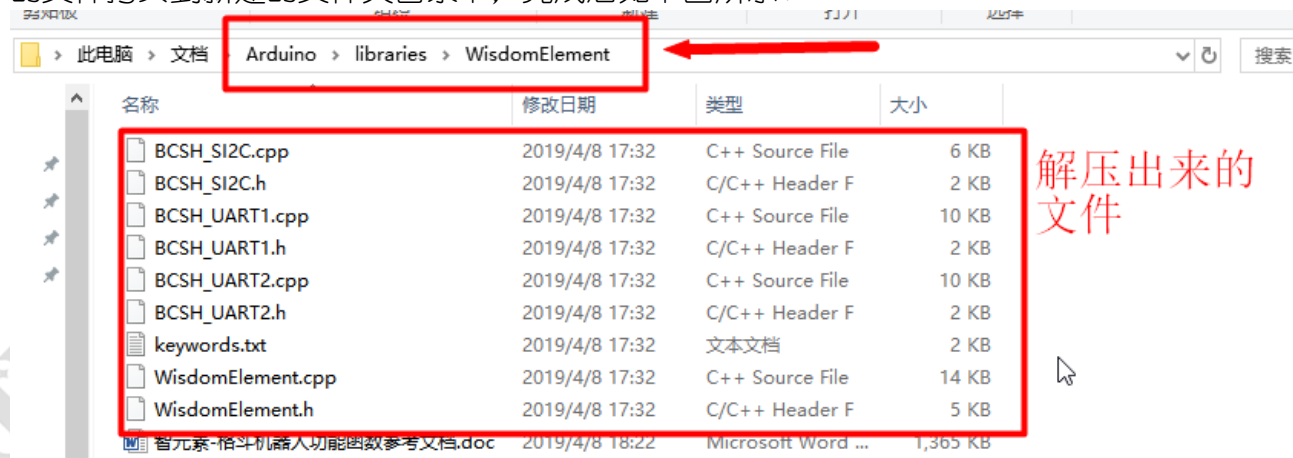 此电脑 > 文档 > Arduino > libraries > WisdomElement 搜索
名称 修改日期 类型 大小
BCSH_SI2C.cpp 2019/4/8 17:32 C++ Source File 6 KB
BCSH_SI2C.h 2019/4/8 17:32 C/C++ Header F 2 KB
BCSH_UART1.cpp 2019/4/8 17:32 C++ Source File 10 KB
BCSH_UART1.h 2019/4/8 17:32 C/C++ Header F 2 KB
BCSH_UART2.cpp 2019/4/8 17:32 C++ Source File 10 KB
BCSH_UART2.h 2019/4/8 17:32 C/C++ Header F 2 KB
keywords.txt 2019/4/8 17:32 文本文档 2 KB
WisdomElement.cpp 2019/4/8 17:32 C++ Source File 14 KB
WisdomElement.h 2019/4/8 17:32 C/C++ Header F 5 KB
智元素-格斗机器人功能函数参考文档.doc 2019/4/8 18:22 Microsoft Word ... 1,365 KB
解压出来的
文件